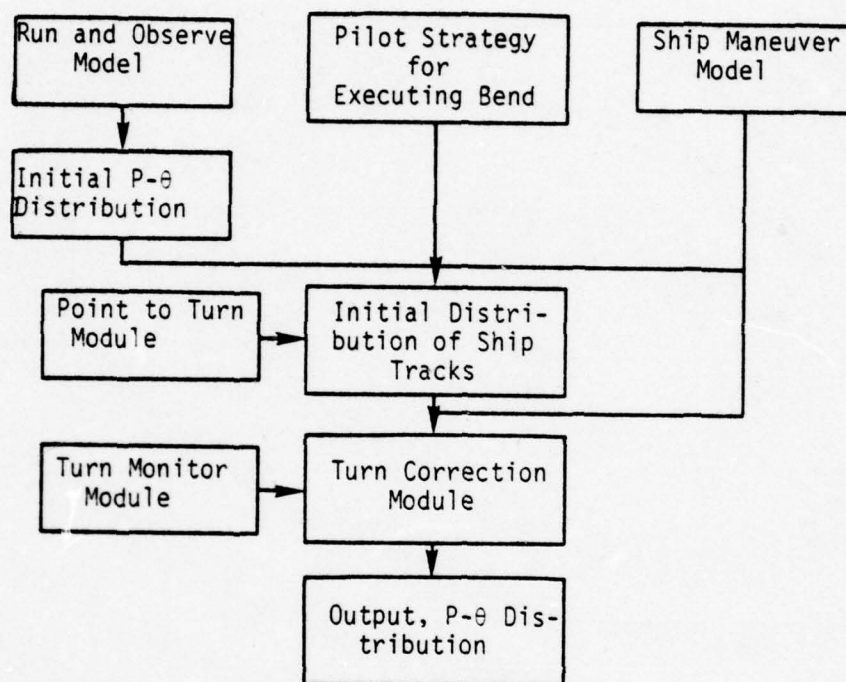 Run and Observe
Model
Pilot Strategy
for
Executing Bend
Ship Maneuver
Model
Initial P-θ
Distribution
Point to Turn
Module
Initial Distri-
bution of Ship
Tracks
Turn Monitor
Module
Turn Correction
Module
Output, P-θ Dis-
tribution